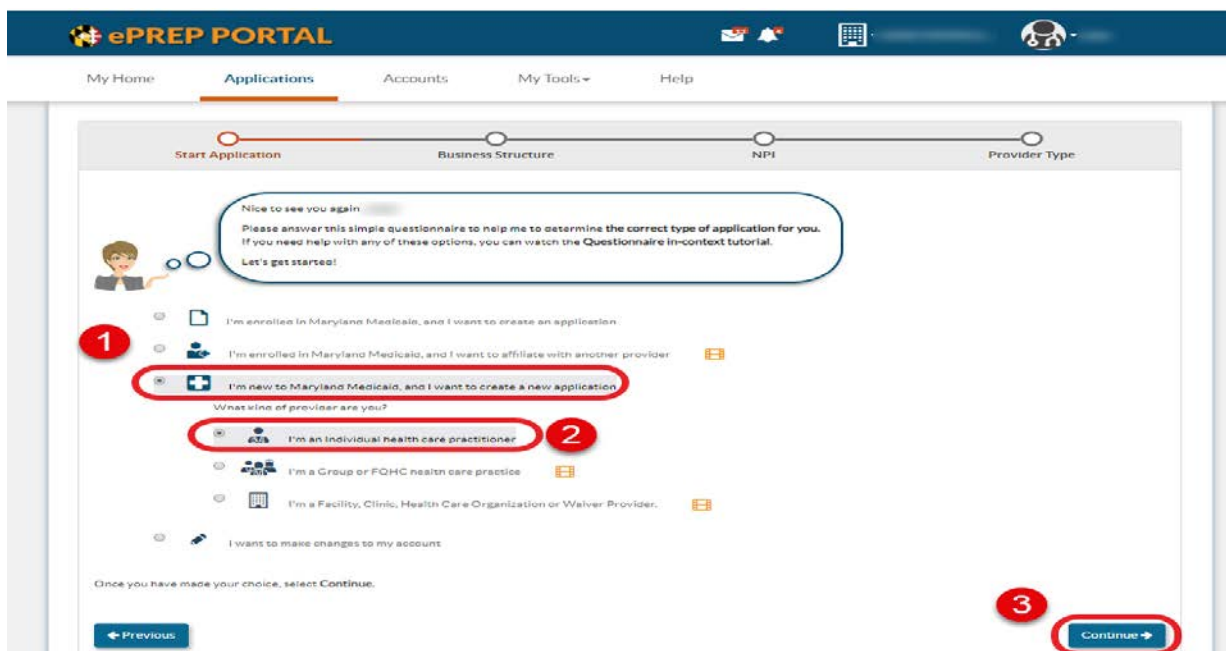 ePREP PORTAL
My Home Applications Accounts My Tools Help
Start Application Business Structure NPI Provider Type
Nice to see you again
Please answer this simple questionnaire to help me to determine the correct type of application for you.
If you need help with any of these options, you can watch the Questionnaire in-context tutorial.
Let's get started!
I'm enrolled in Maryland Medicaid, and I want to create an application
1
I'm enrolled in Maryland Medicaid, and I want to affiliate with another provider
I'm new to Maryland Medicaid, and I want to create a new application
What kind of provider are you?
I'm an Individual health care practitioner 2
I'm a Group or FQHC health care practice
I'm a Facility, Clinic, Health Care Organization or Waiver Provider.
I want to make changes to my account
Once you have made your choice, select Continue.
3
Previous Continue